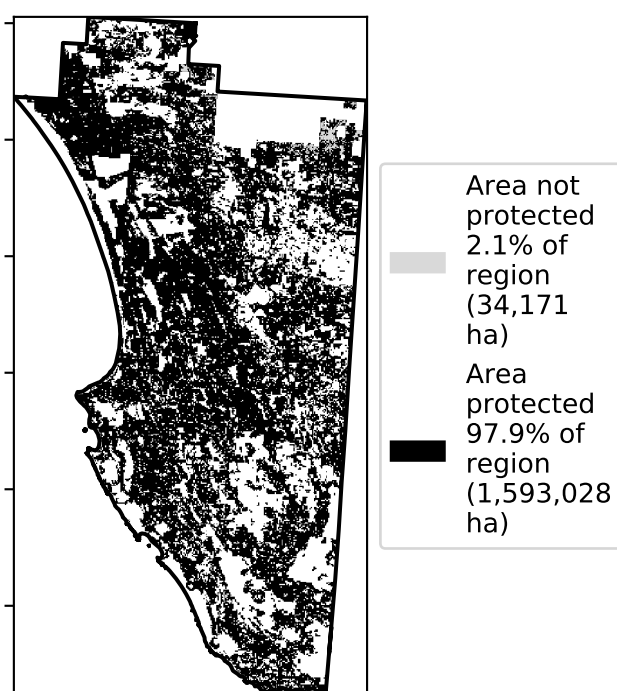 Area not
protected
2.1% of
region
(34,171
ha)
Area
protected
97.9% of
region
(1,593,028
ha)